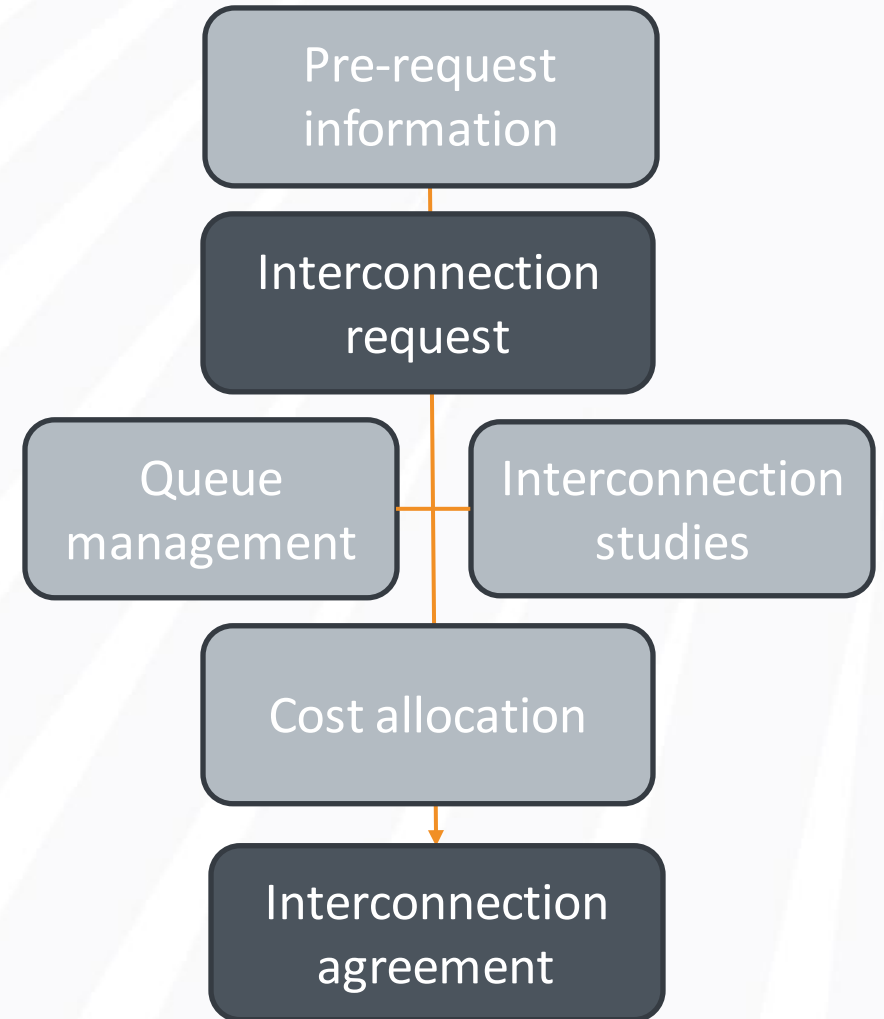 Pre-request
information
Interconnection
request
Queue
management
Interconnection
studies
Cost allocation
Interconnection
agreement